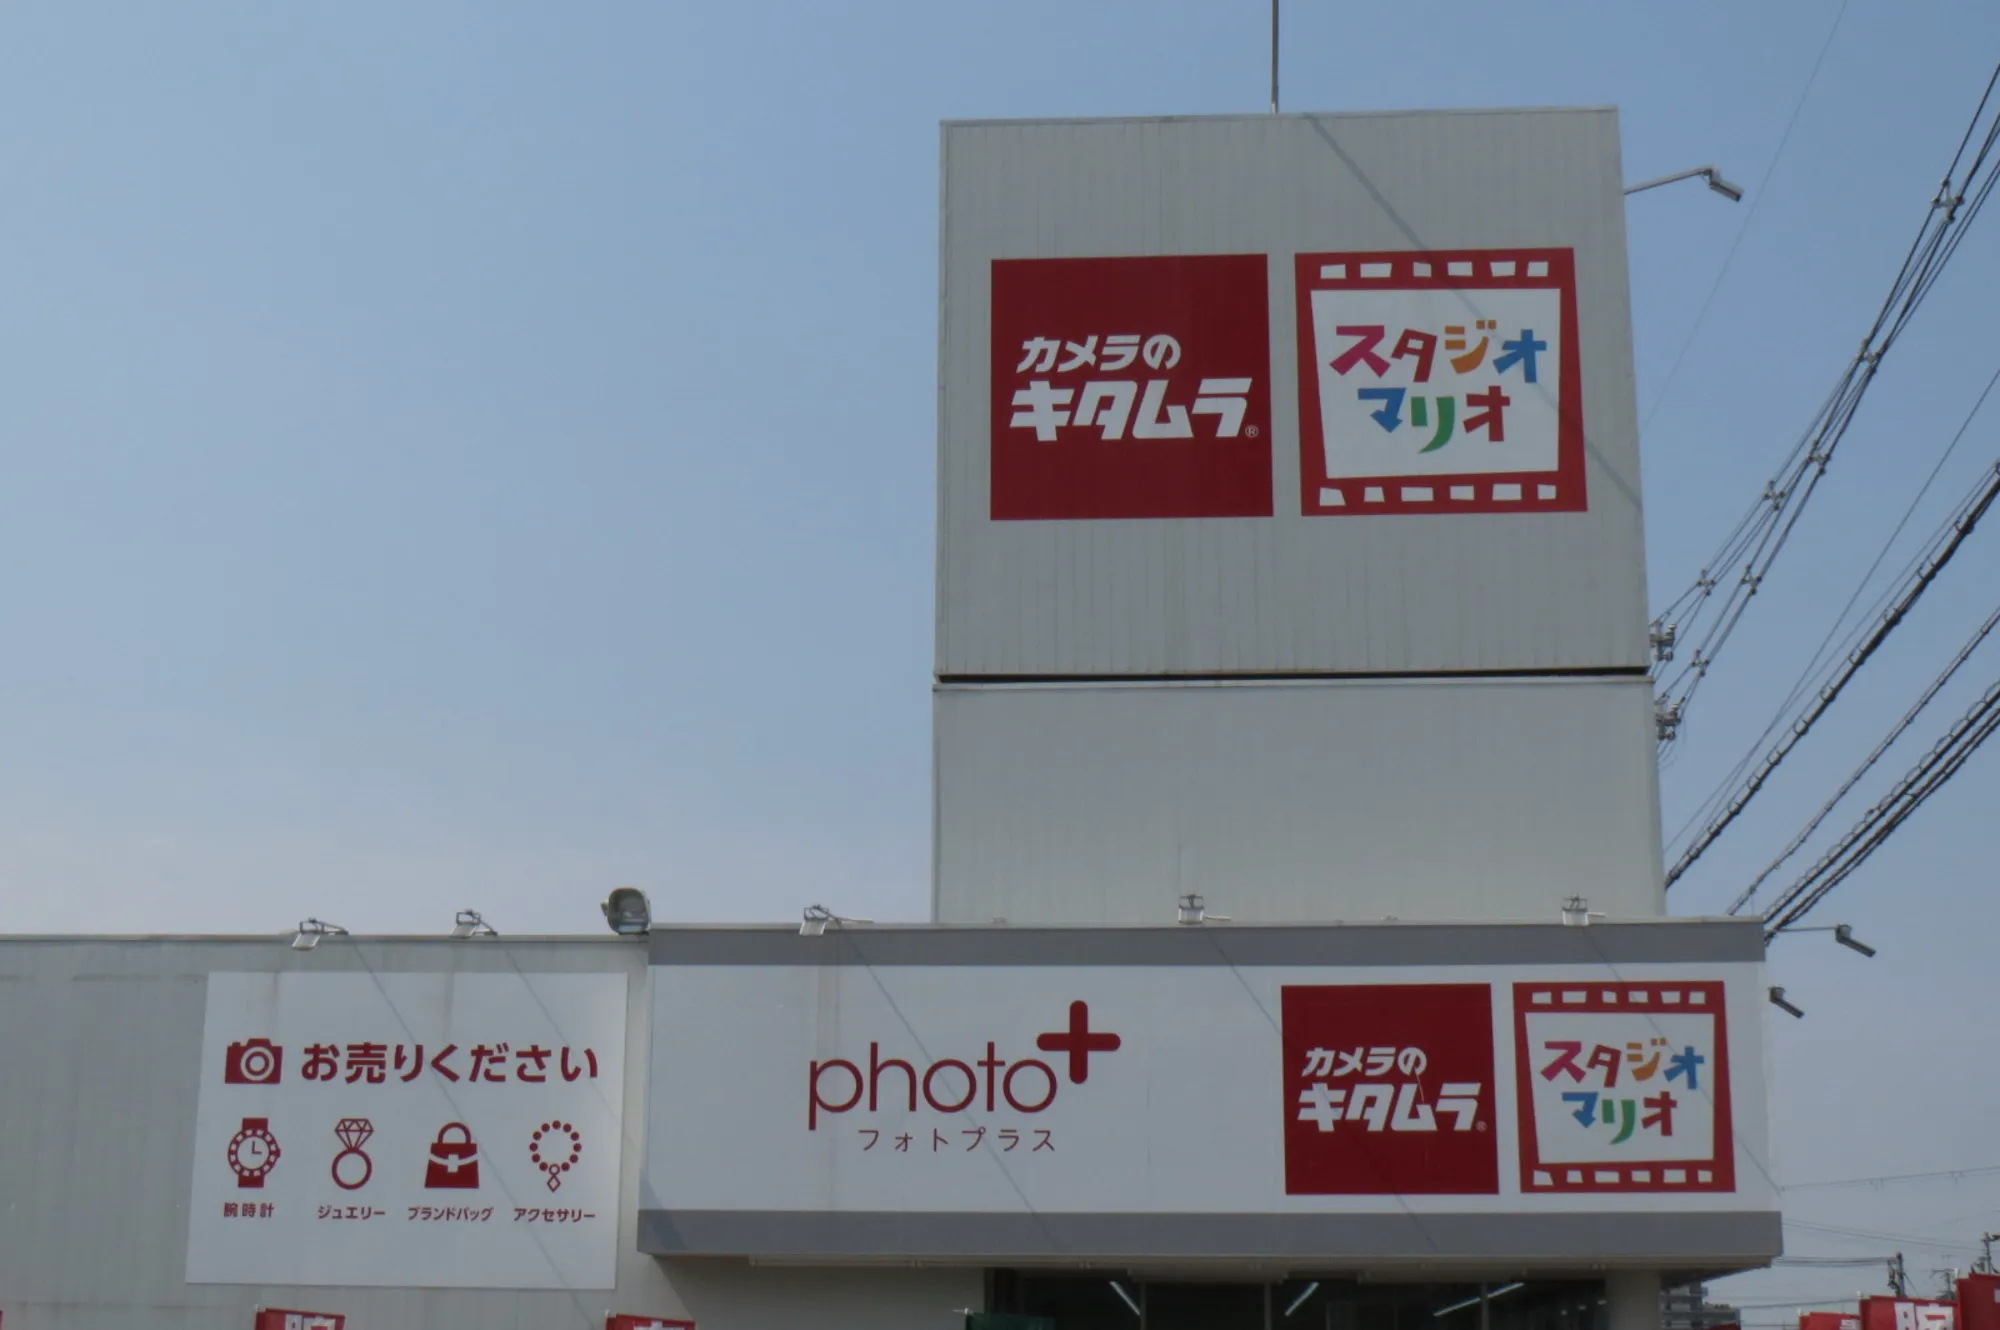 カメラの
キタムラ®
スタジオ
マリオ
お売りください
腕時計
ジュエリー
ブランドバッグ
アクセサリー
photo+
フォトプラス
カメラの
キタムラ®
スタジオ
マリオ
腕